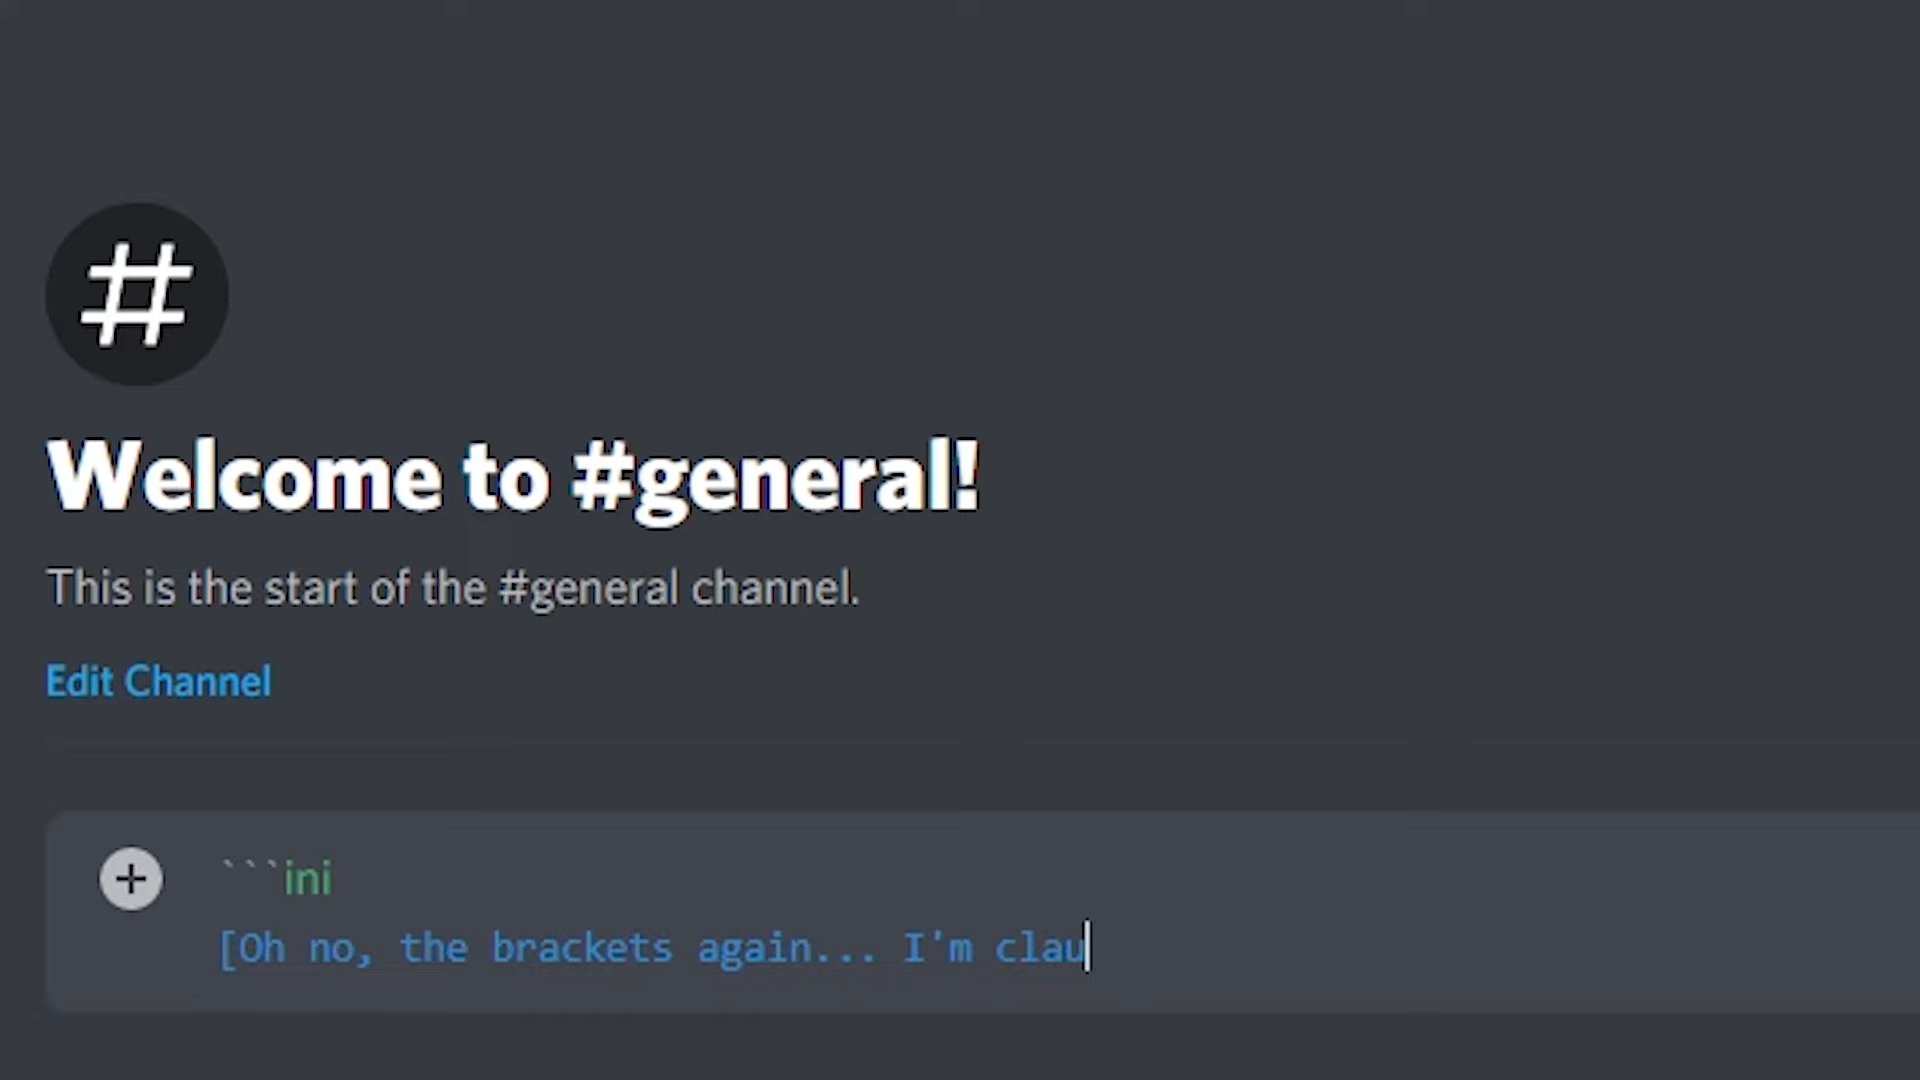 #
Welcome to #general!
This is the start of the #general channel.
Edit Channel
```ini
[Oh no, the brackets again... I'm clau